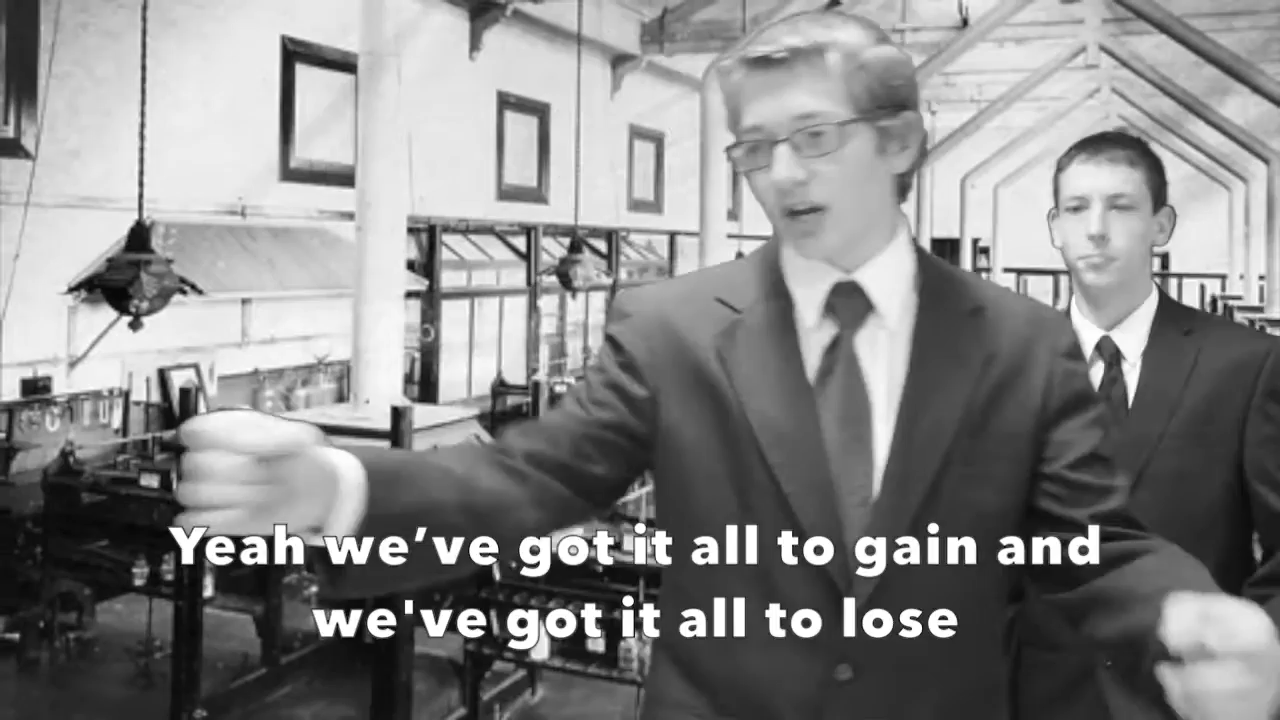 Yeah we’ve got it all to gain and
we've got it all to lose